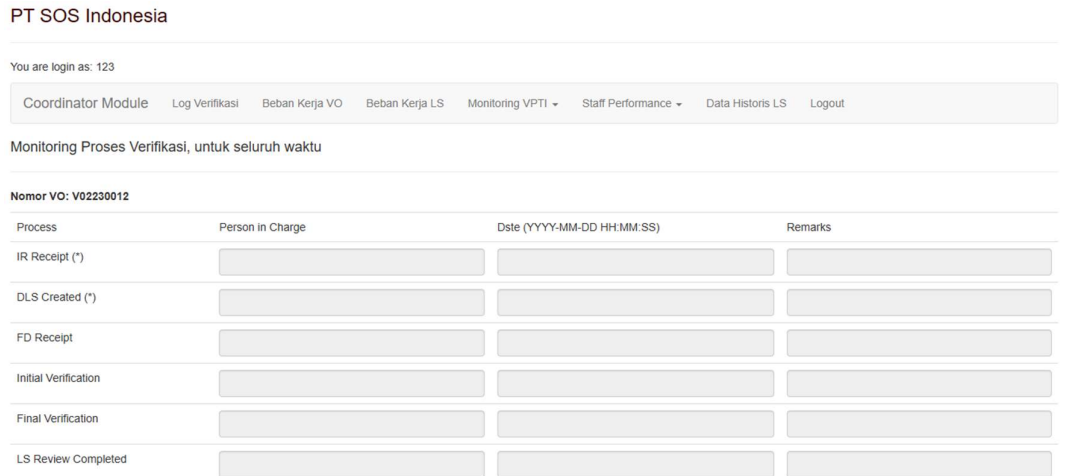 PT SOS Indonesia
You are login as: 123
Coordinator Module Log Verifikasi Beban Kerja VO Beban Kerja LS Monitoring VPTI Staff Performance Data Historis LS Logout
Monitoring Proses Verifikasi, untuk seluruh waktu
Nomor VO: V02230012
Process Person in Charge Dste (YYYY-MM-DD HH:MM:SS) Remarks
IR Receipt (*)
DLS Created (*)
FD Receipt
Initial Verification
Final Verification
LS Review Completed